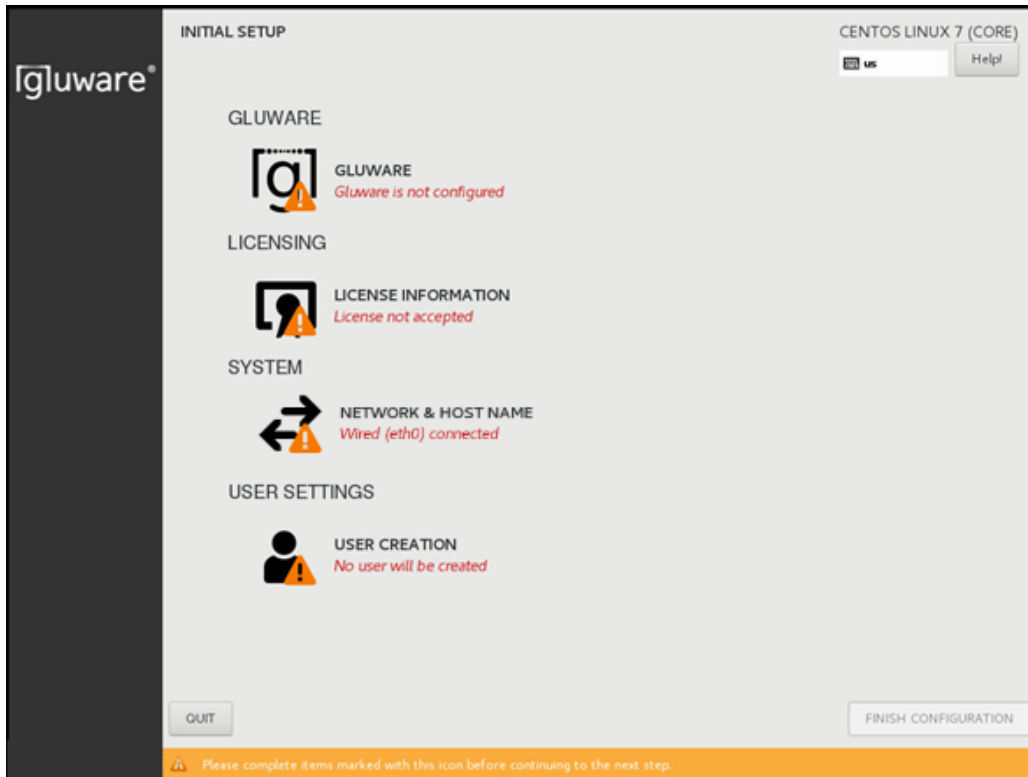 [g]luware®
INITIAL SETUP
CENTOS LINUX 7 (CORE)
us
Help!
GLUWARE
[g]
GLUWARE
Gluware is not configured
LICENSING
LICENSE INFORMATION
License not accepted
SYSTEM
NETWORK & HOST NAME
Wired (eth0) connected
USER SETTINGS
USER CREATION
No user will be created
QUIT
FINISH CONFIGURATION
Please complete items marked with this icon before continuing to the next step.